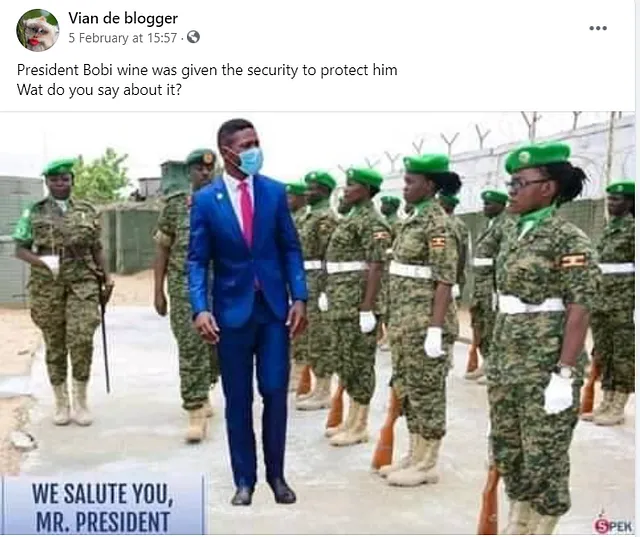 Vian de blogger
5 February at 15:57 ·
President Bobi wine was given the security to protect him
Wat do you say about it?
WE SALUTE YOU,
MR. PRESIDENT
SPEK